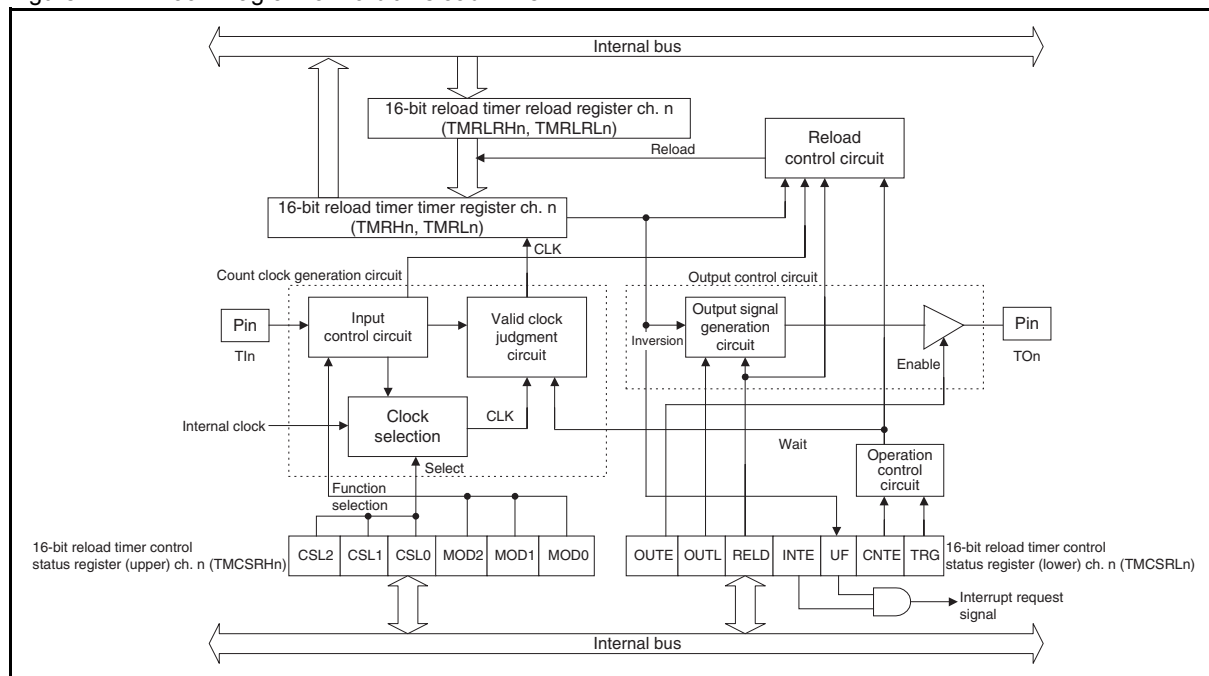 Internal bus
16-bit reload timer reload register ch. n
(TMRLRHn, TMRLRLn)
Reload
control circuit
Reload
16-bit reload timer timer register ch. n
(TMRHn, TMRLn)
CLK
Count clock generation circuit
Output control circuit
Pin
TIn
Input
control circuit
Valid clock
judgment
circuit
Inversion
Output signal
generation
circuit
Enable
Pin
TOn
Internal clock
Clock
selection
CLK
Wait
Operation
control
circuit
Select
Function
selection
16-bit reload timer control
status register (upper) ch. n (TMCSRHn)
CSL2 CSL1 CSL0 MOD2 MOD1 MOD0
OUTE OUTL RELD INTE UF CNTE TRG
16-bit reload timer control
status register (lower) ch. n (TMCSRLn)
Interrupt request
signal
Internal bus